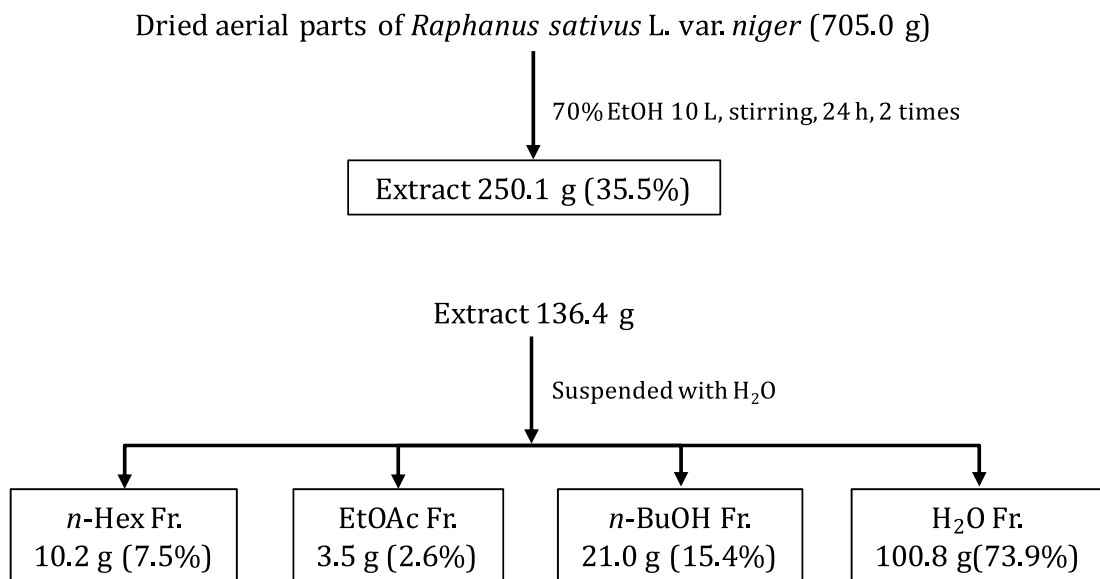 Dried aerial parts of Raphanus sativus L. var. niger (705.0 g)
70% EtOH 10 L, stirring, 24 h, 2 times
Extract 250.1 g (35.5%)
Extract 136.4 g
Suspended with H₂O
n-Hex Fr.
10.2 g (7.5%)
EtOAc Fr.
3.5 g (2.6%)
n-BuOH Fr.
21.0 g (15.4%)
H₂O Fr.
100.8 g(73.9%)